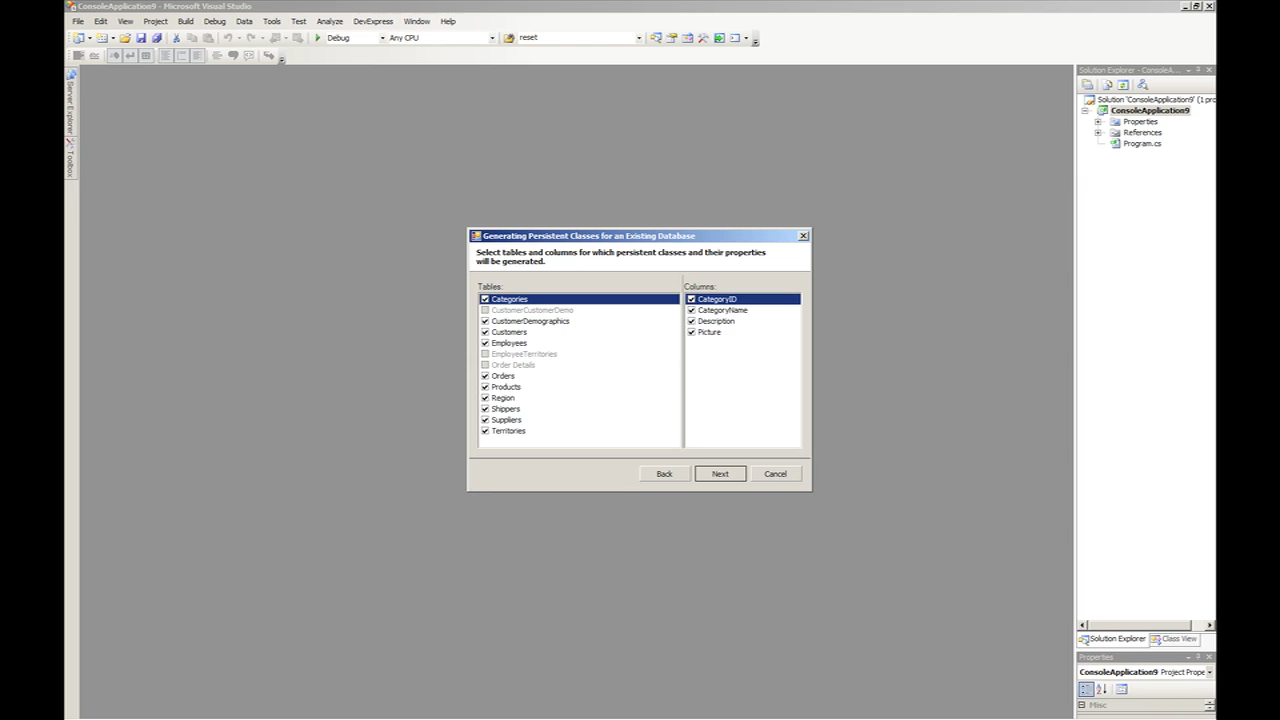 ConsoleApplication9 - Microsoft Visual Studio
File Edit View Project Build Debug Data Tools Test Analyze DevExpress Window Help
Debug Any CPU reset
Server Explorer
Toolbox
Solution Explorer - ConsoleA...
Solution 'ConsoleApplication9' (1 pro
ConsoleApplication9
Properties
References
Program.cs
Generating Persistent Classes for an Existing Database
Select tables and columns for which persistent classes and their properties
will be generated.
Tables: Columns:
Categories CategoryID
CustomerCustomerDemo CategoryName
CustomerDemographics Description
Customers Picture
Employees
EmployeeTerritories
Order Details
Orders
Products
Region
Shippers
Suppliers
Territories
Back Next Cancel
Solution Explorer Class View
Properties
ConsoleApplication9 Project Prope
Misc